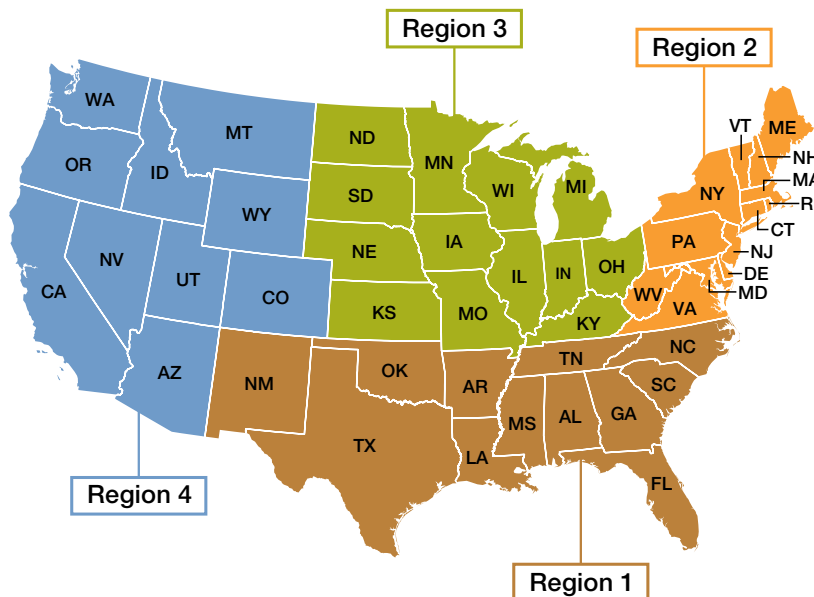 Region 3
Region 2
WA
MT
ND
MN
VT
ME
OR
ID
SD
WI
MI
NH
MA
NY
R
WY
CT
IA
NE
PA
NJ
NV
UT
IL
IN
OH
DE
CA
CO
WV
MD
KS
MO
VA
KY
NC
AZ
NM
OK
AR
TN
SC
MS
AL
GA
TX
LA
FL
Region 4
Region 1